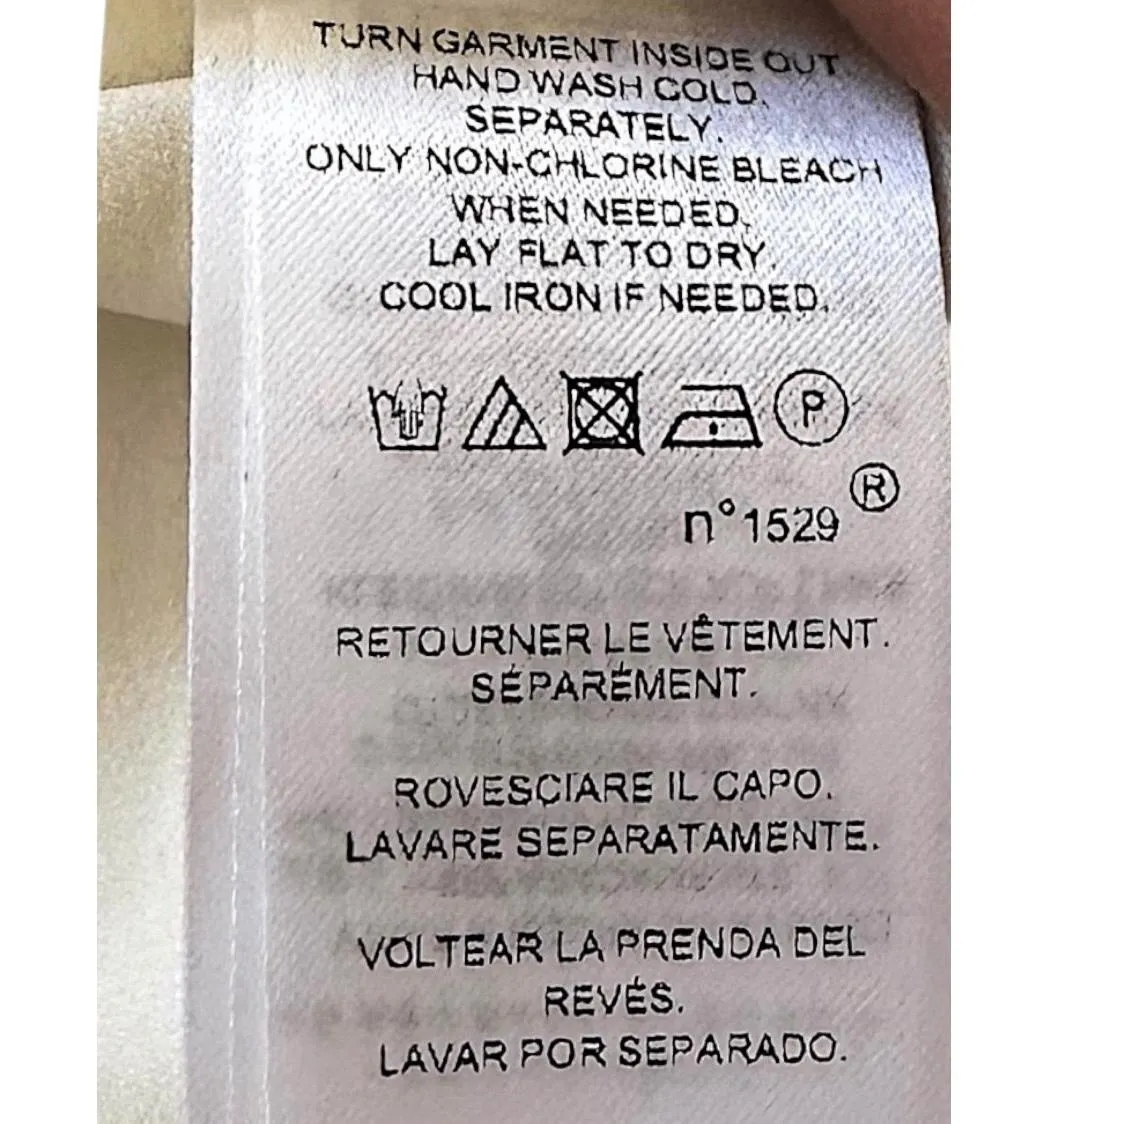 TURN GARMENT INSIDE OUT
HAND WASH COLD.
SEPARATELY.
ONLY NON-CHLORINE BLEACH
WHEN NEEDED.
LAY FLAT TO DRY.
COOL IRON IF NEEDED.
P
®
n°1529
RETOURNER LE VÊTEMENT.
SÉPARÉMENT.
ROVESCIARE IL CAPO.
LAVARE SEPARATAMENTE.
VOLTEAR LA PRENDA DEL
REVÉS.
LAVAR POR SEPARADO.